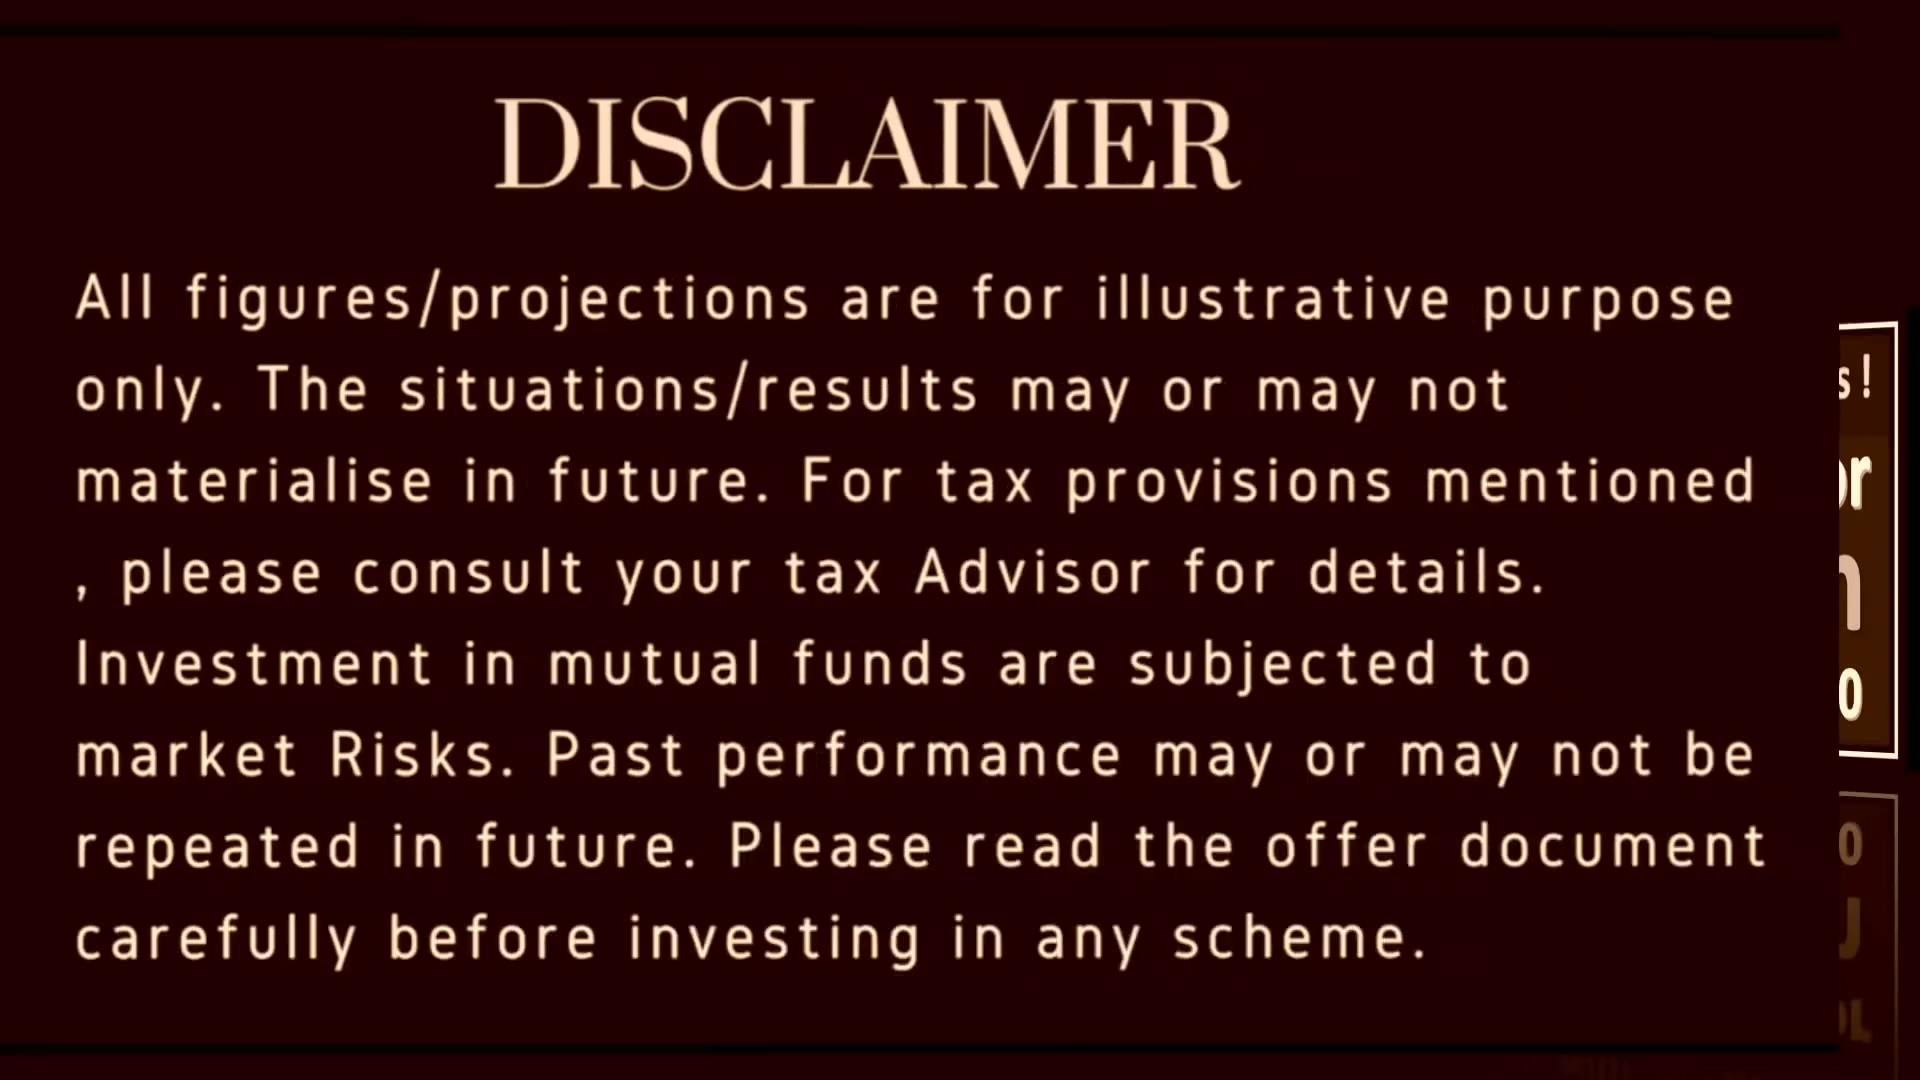 DISCLAIMER
All figures/projections are for illustrative purpose
only. The situations/results may or may not
materialise in future. For tax provisions mentioned
, please consult your tax Advisor for details.
Investment in mutual funds are subjected to
market Risks. Past performance may or may not be
repeated in future. Please read the offer document
carefully before investing in any scheme.